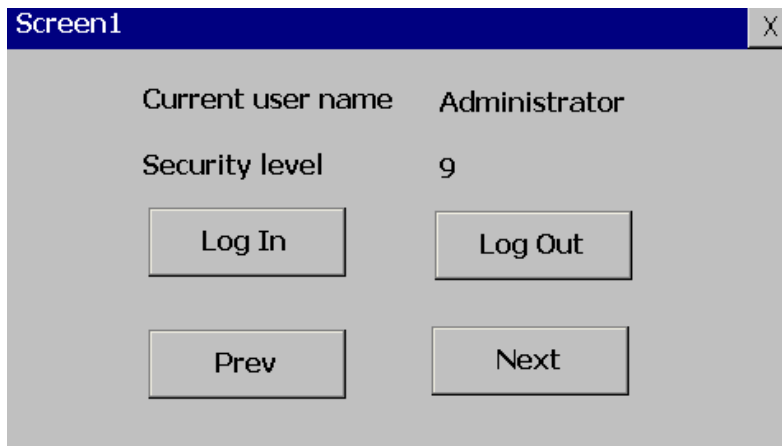 Screen1 X
Current user name Administrator
Security level 9
Log In Log Out
Prev Next